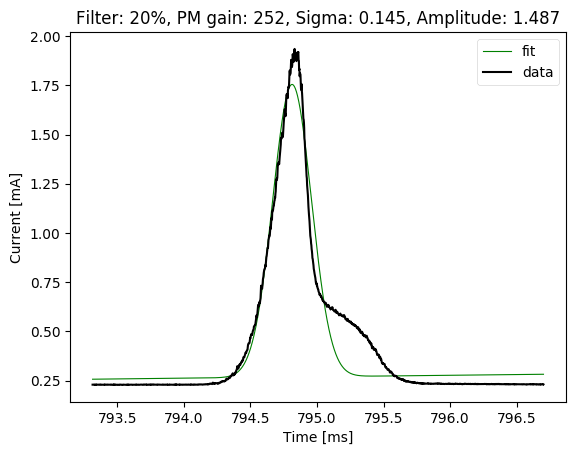 Filter: 20%, PM gain: 252, Sigma: 0.145, Amplitude: 1.487
fit
data
2.00
1.75
1.50
1.25
1.00
0.75
0.50
0.25
Current [mA]
793.5 794.0 794.5 795.0 795.5 796.0 796.5
Time [ms]